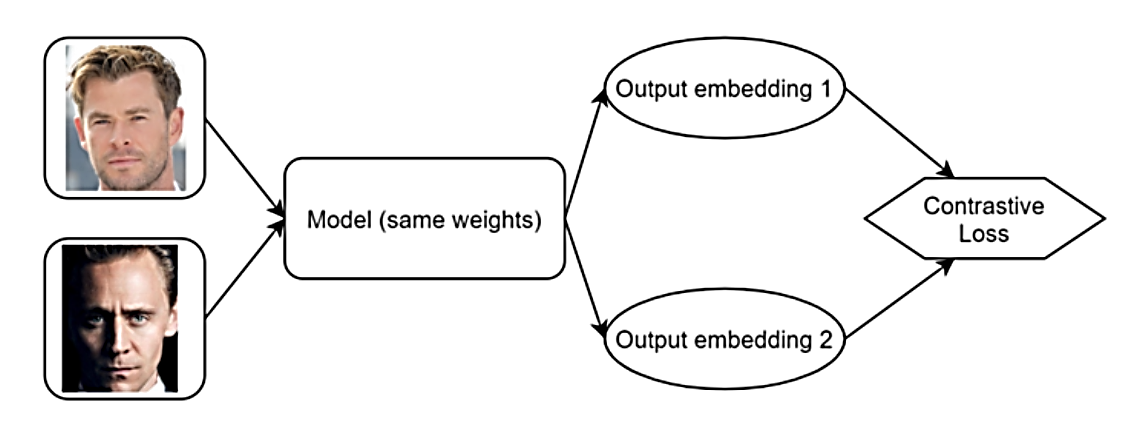 Output embedding 1
Model (same weights)
Contrastive
Loss
Output embedding 2